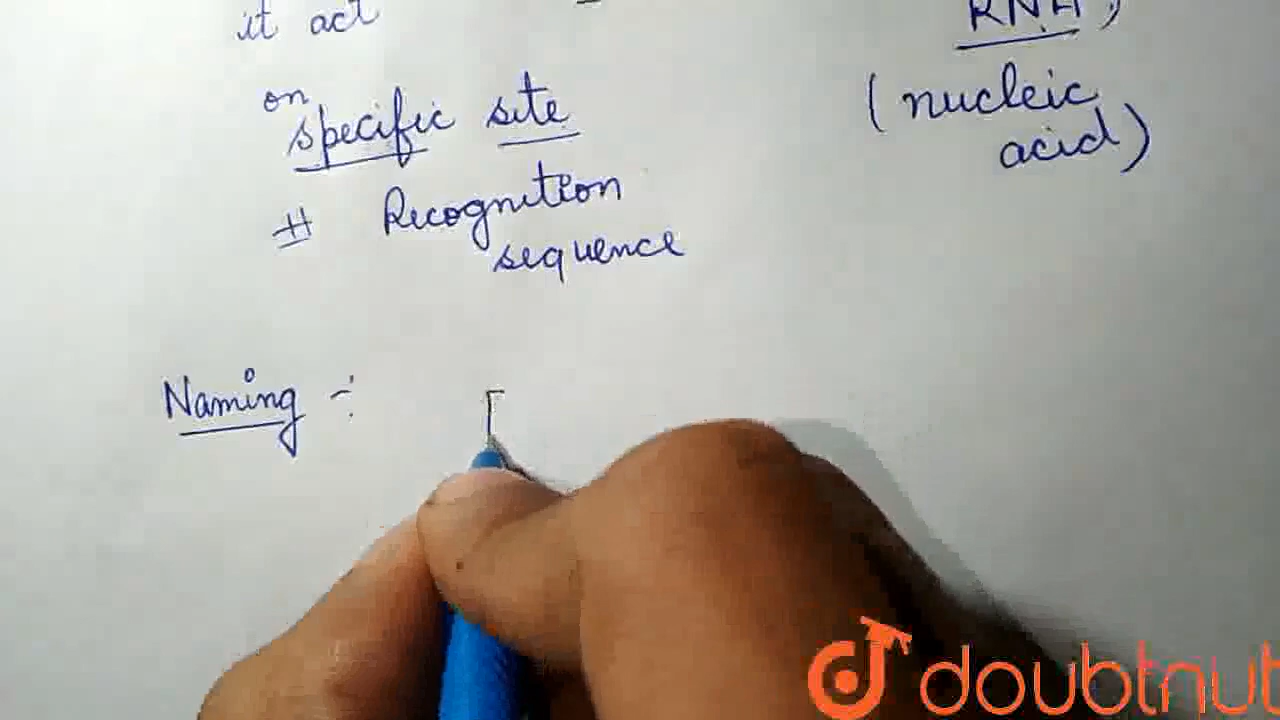 it act
on
specific site
# Recognition
sequence
RNA,
(nucleic
acid)
Naming :-
doubtnut